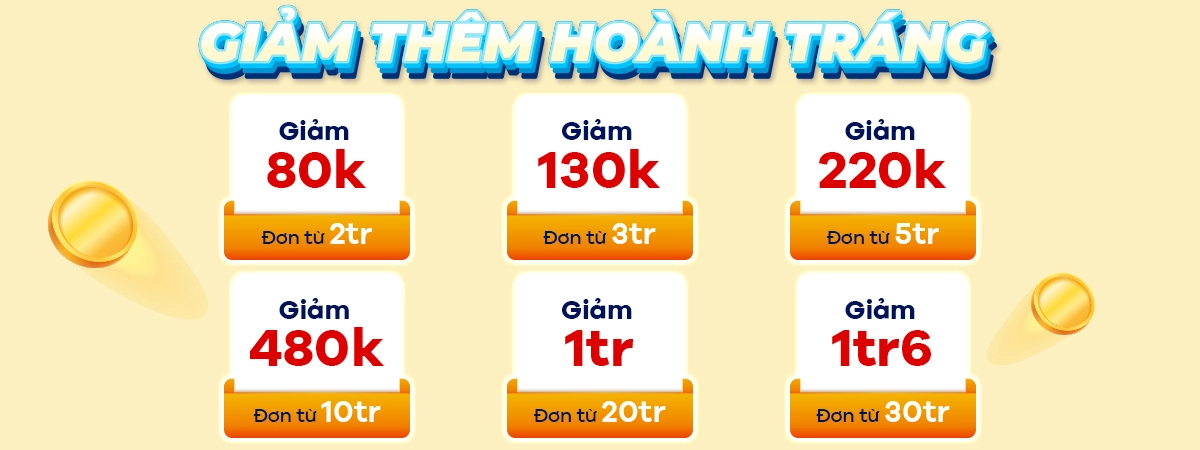 GIẢM THÊM HOÀNH TRÁNG
Giảm
80k
Đơn từ 2tr
Giảm
130k
Đơn từ 3tr
Giảm
220k
Đơn từ 5tr
Giảm
480k
Đơn từ 10tr
Giảm
1tr
Đơn từ 20tr
Giảm
1tr6
Đơn từ 30tr